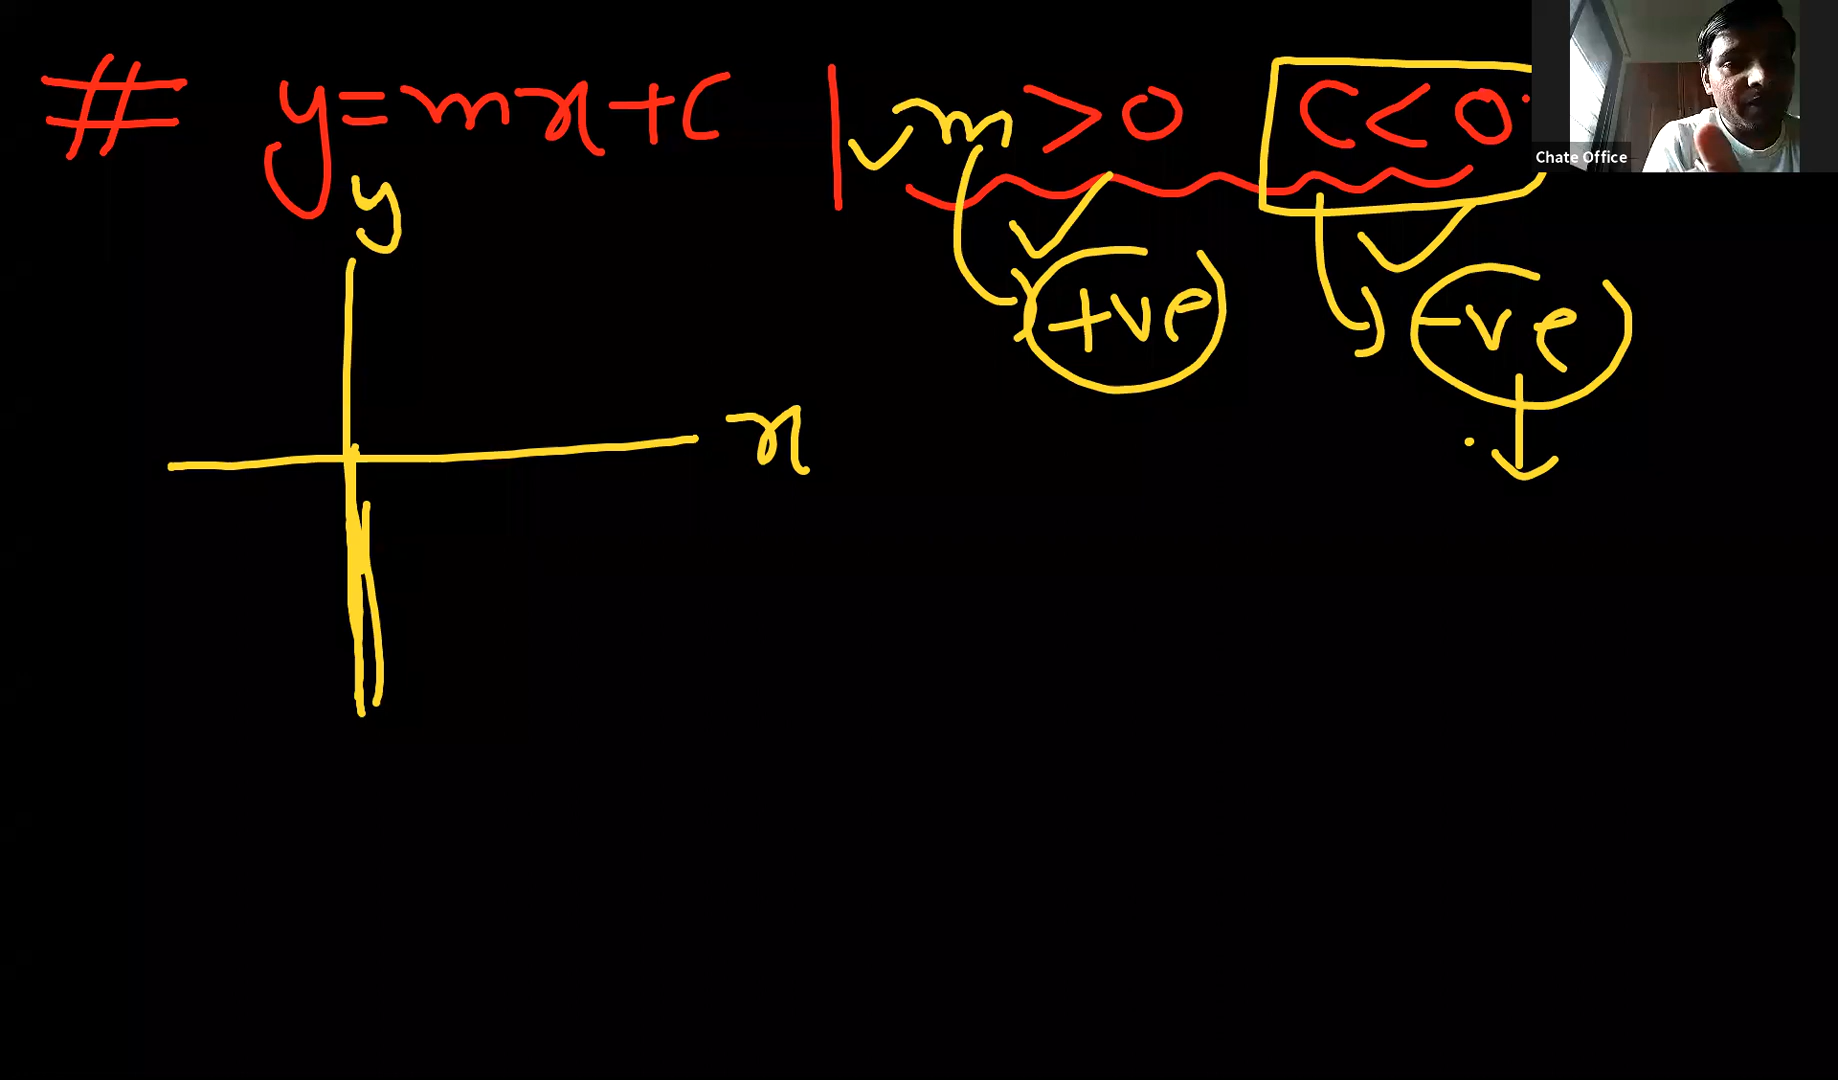 # y=mx+c | m>0 c<0
Chate Office
y
+ve -ve
x